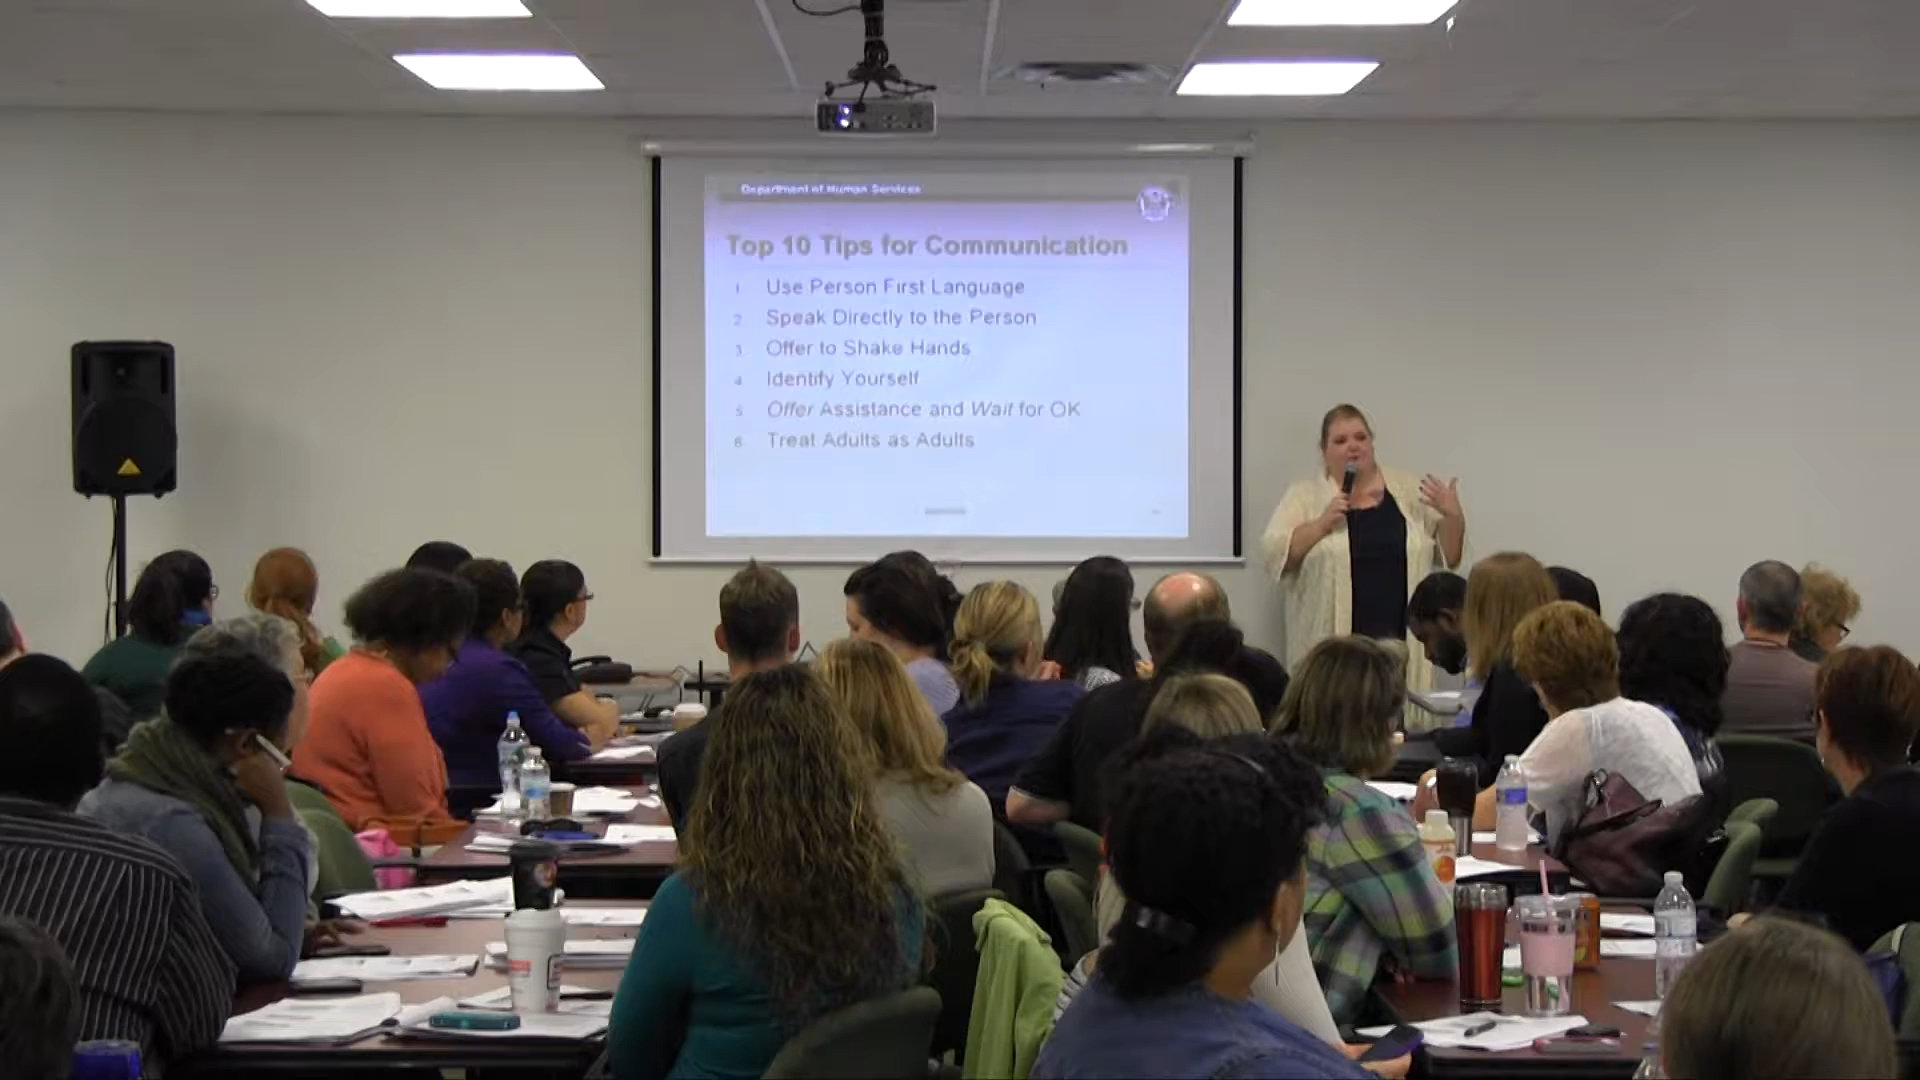 Department of Human Services
Top 10 Tips for Communication
1 Use Person First Language
2 Speak Directly to the Person
3 Offer to Shake Hands
4 Identify Yourself
5 Offer Assistance and Wait for OK
6 Treat Adults as Adults